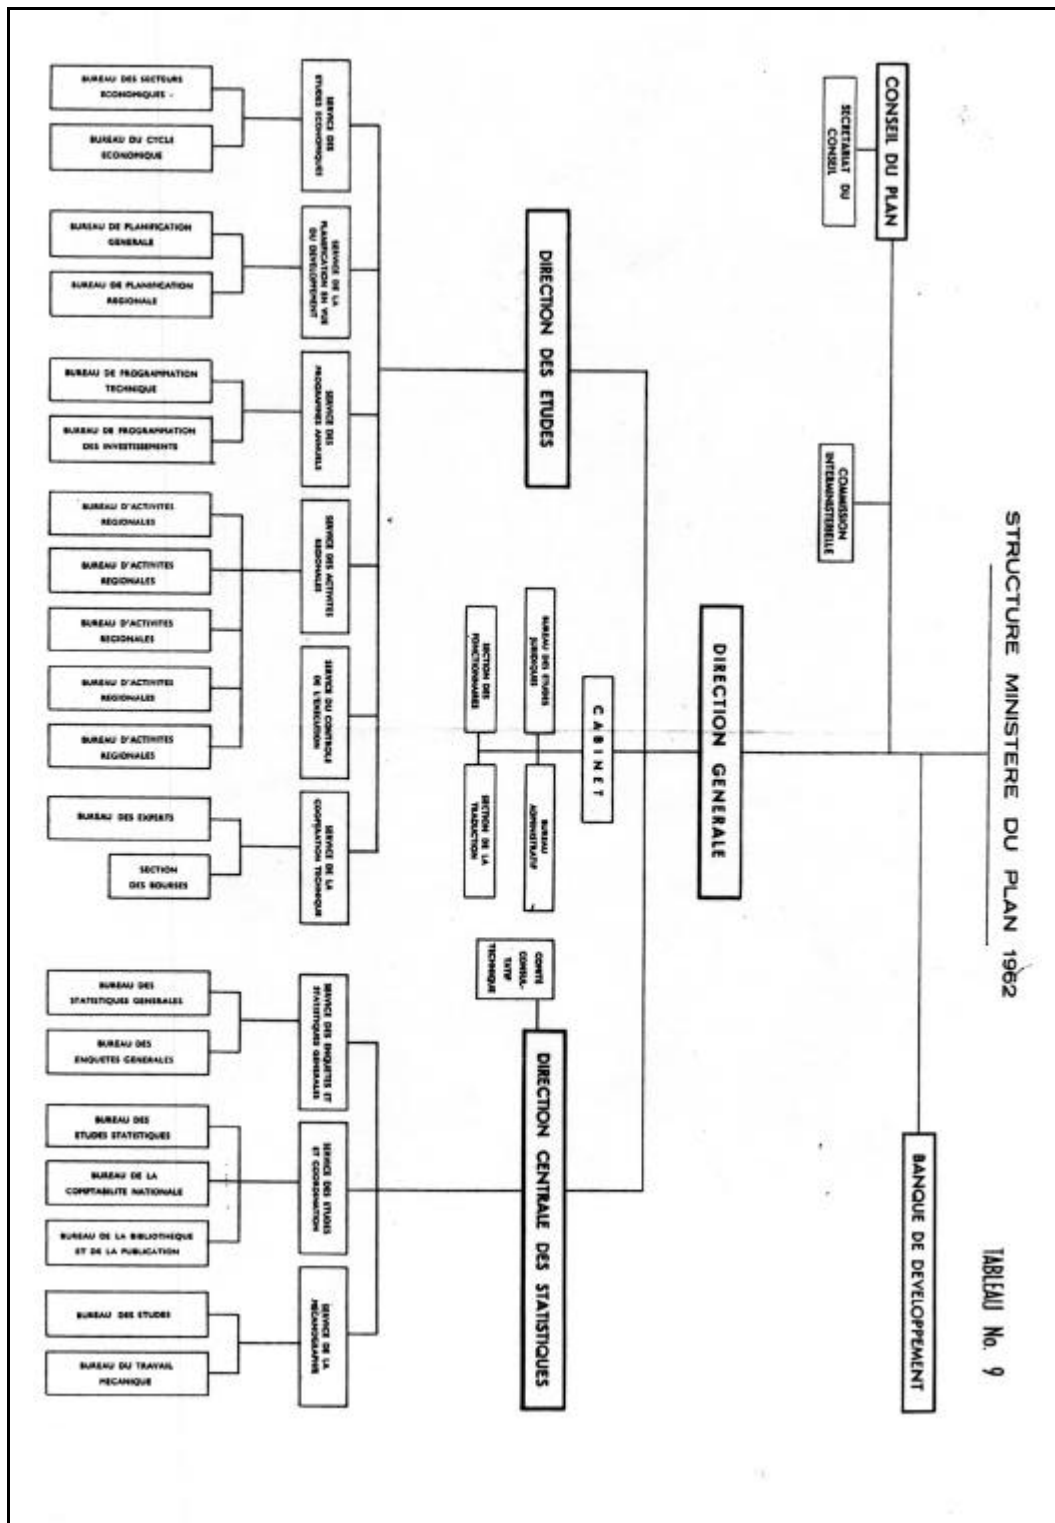 TABLEAU No. 9
STRUCTURE MINISTERE DU PLAN 1962
CONSEIL DU PLAN
SECRETARIAT DU
CONSEIL
COMMISSION
INTERMINISTERIELLE
BANQUE DE DEVELOPPEMENT
DIRECTION GENERALE
CABINET
BUREAU DES ETUDES
JURIDIQUES
BUREAU
ADMINISTRATIF
SECTION DES
FONCTIONNAIRES
SECTION DE LA
TRADUCTION
DIRECTION DES ETUDES
COMITÉ
CONSUL-
TATIF
TECHNIQUE
DIRECTION CENTRALE DES STATISTIQUES
SERVICE DES
ETUDES ECONOMIQUES
SERVICE DE LA
PLANIFICATION EN VUE
DU DEVELOPPEMENT
SERVICE DES
PROGRAMMES ANNUELS
SERVICE DES ACTIVITES
REGIONALES
SERVICE DU CONTROLE
DE L'EXECUTION
SERVICE DE LA
COOPERATION TECHNIQUE
SERVICE DES ENQUETES ET
STATISTIQUES GENERALES
SERVICE DES ETUDES
ET COORDINATION
SERVICE DE LA
MECANOGRAPHIE
BUREAU DES SECTEURS
ECONOMIQUES -
BUREAU DU CYCLE
ECONOMIQUE
BUREAU DE PLANIFICATION
GENERALE
BUREAU DE PLANIFICATION
REGIONALE
BUREAU DE PROGRAMMATION
TECHNIQUE
BUREAU DE PROGRAMMATION
DES INVESTISSEMENTS
BUREAU D'ACTIVITES
REGIONALES
BUREAU D'ACTIVITES
REGIONALES
BUREAU D'ACTIVITES
REGIONALES
BUREAU D'ACTIVITES
REGIONALES
BUREAU D'ACTIVITES
REGIONALES
BUREAU DES EXPERTS
SECTION
DES BOURSES
BUREAU DES
STATISTIQUES GENERALES
BUREAU DES
ENQUETES GENERALES
BUREAU DES
ETUDES STATISTIQUES
BUREAU DE LA
COMPTABILITE NATIONALE
BUREAU DE LA BIBLIOTHEQUE
ET DE LA PUBLICATION
BUREAU DES ETUDES
BUREAU DU TRAVAIL
MECANIQUE